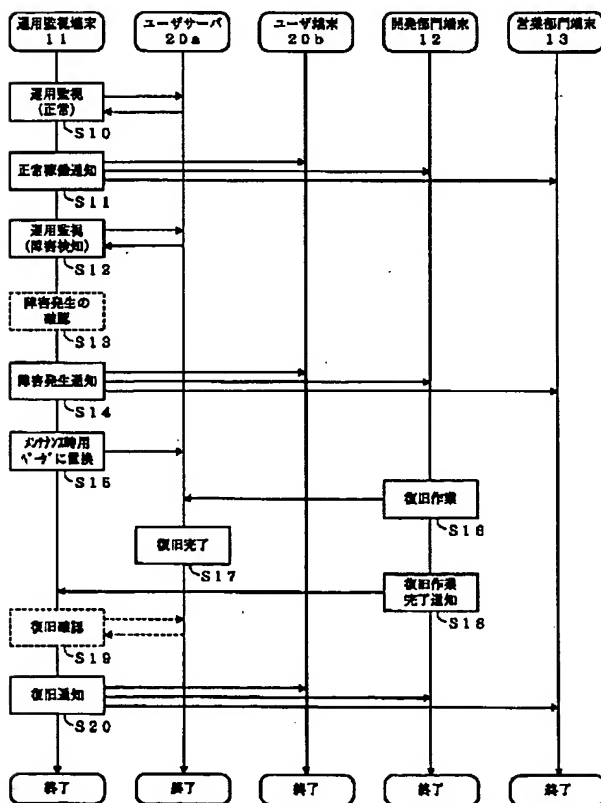 運用監視端末
11
ユーザサーバ
20a
ユーザ端末
20b
開発部門端末
12
営業部門端末
13
運用監視
(正常)
S10
正常稼働通知
S11
運用監視
(障害検知)
S12
障害発生の
確認
S13
障害発生通知
S14
メンテナンス時用
ページに置換
S15
復旧作業
S16
復旧完了
S17
復旧作業
完了通知
S18
復旧確認
S19
復旧通知
S20
終了
終了
終了
終了
終了